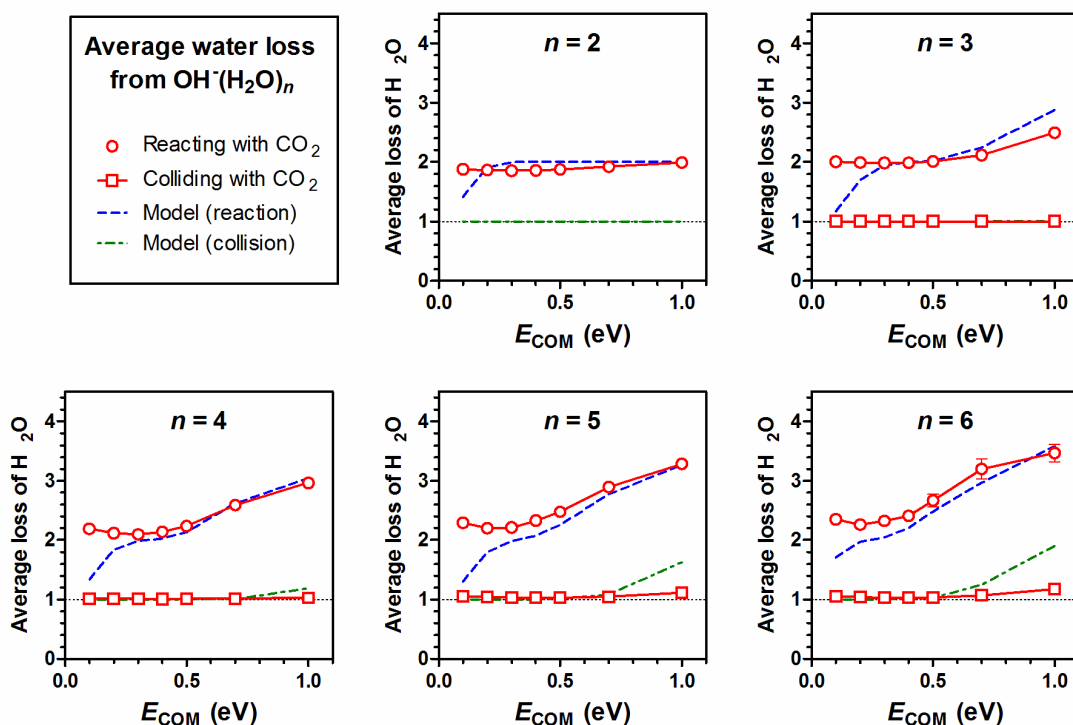 Average water loss
from OH⁻(H₂O)ₙ
Reacting with CO₂
Colliding with CO₂
Model (reaction)
Model (collision)
n = 2
Average loss of H ₂O
4
3
2
1
0
0.0
0.5
1.0
E_COM (eV)
n = 3
Average loss of H ₂O
4
3
2
1
0
0.0
0.5
1.0
E_COM (eV)
n = 4
Average loss of H ₂O
4
3
2
1
0
0.0
0.5
1.0
E_COM (eV)
n = 5
Average loss of H ₂O
4
3
2
1
0
0.0
0.5
1.0
E_COM (eV)
n = 6
Average loss of H ₂O
4
3
2
1
0
0.0
0.5
1.0
E_COM (eV)